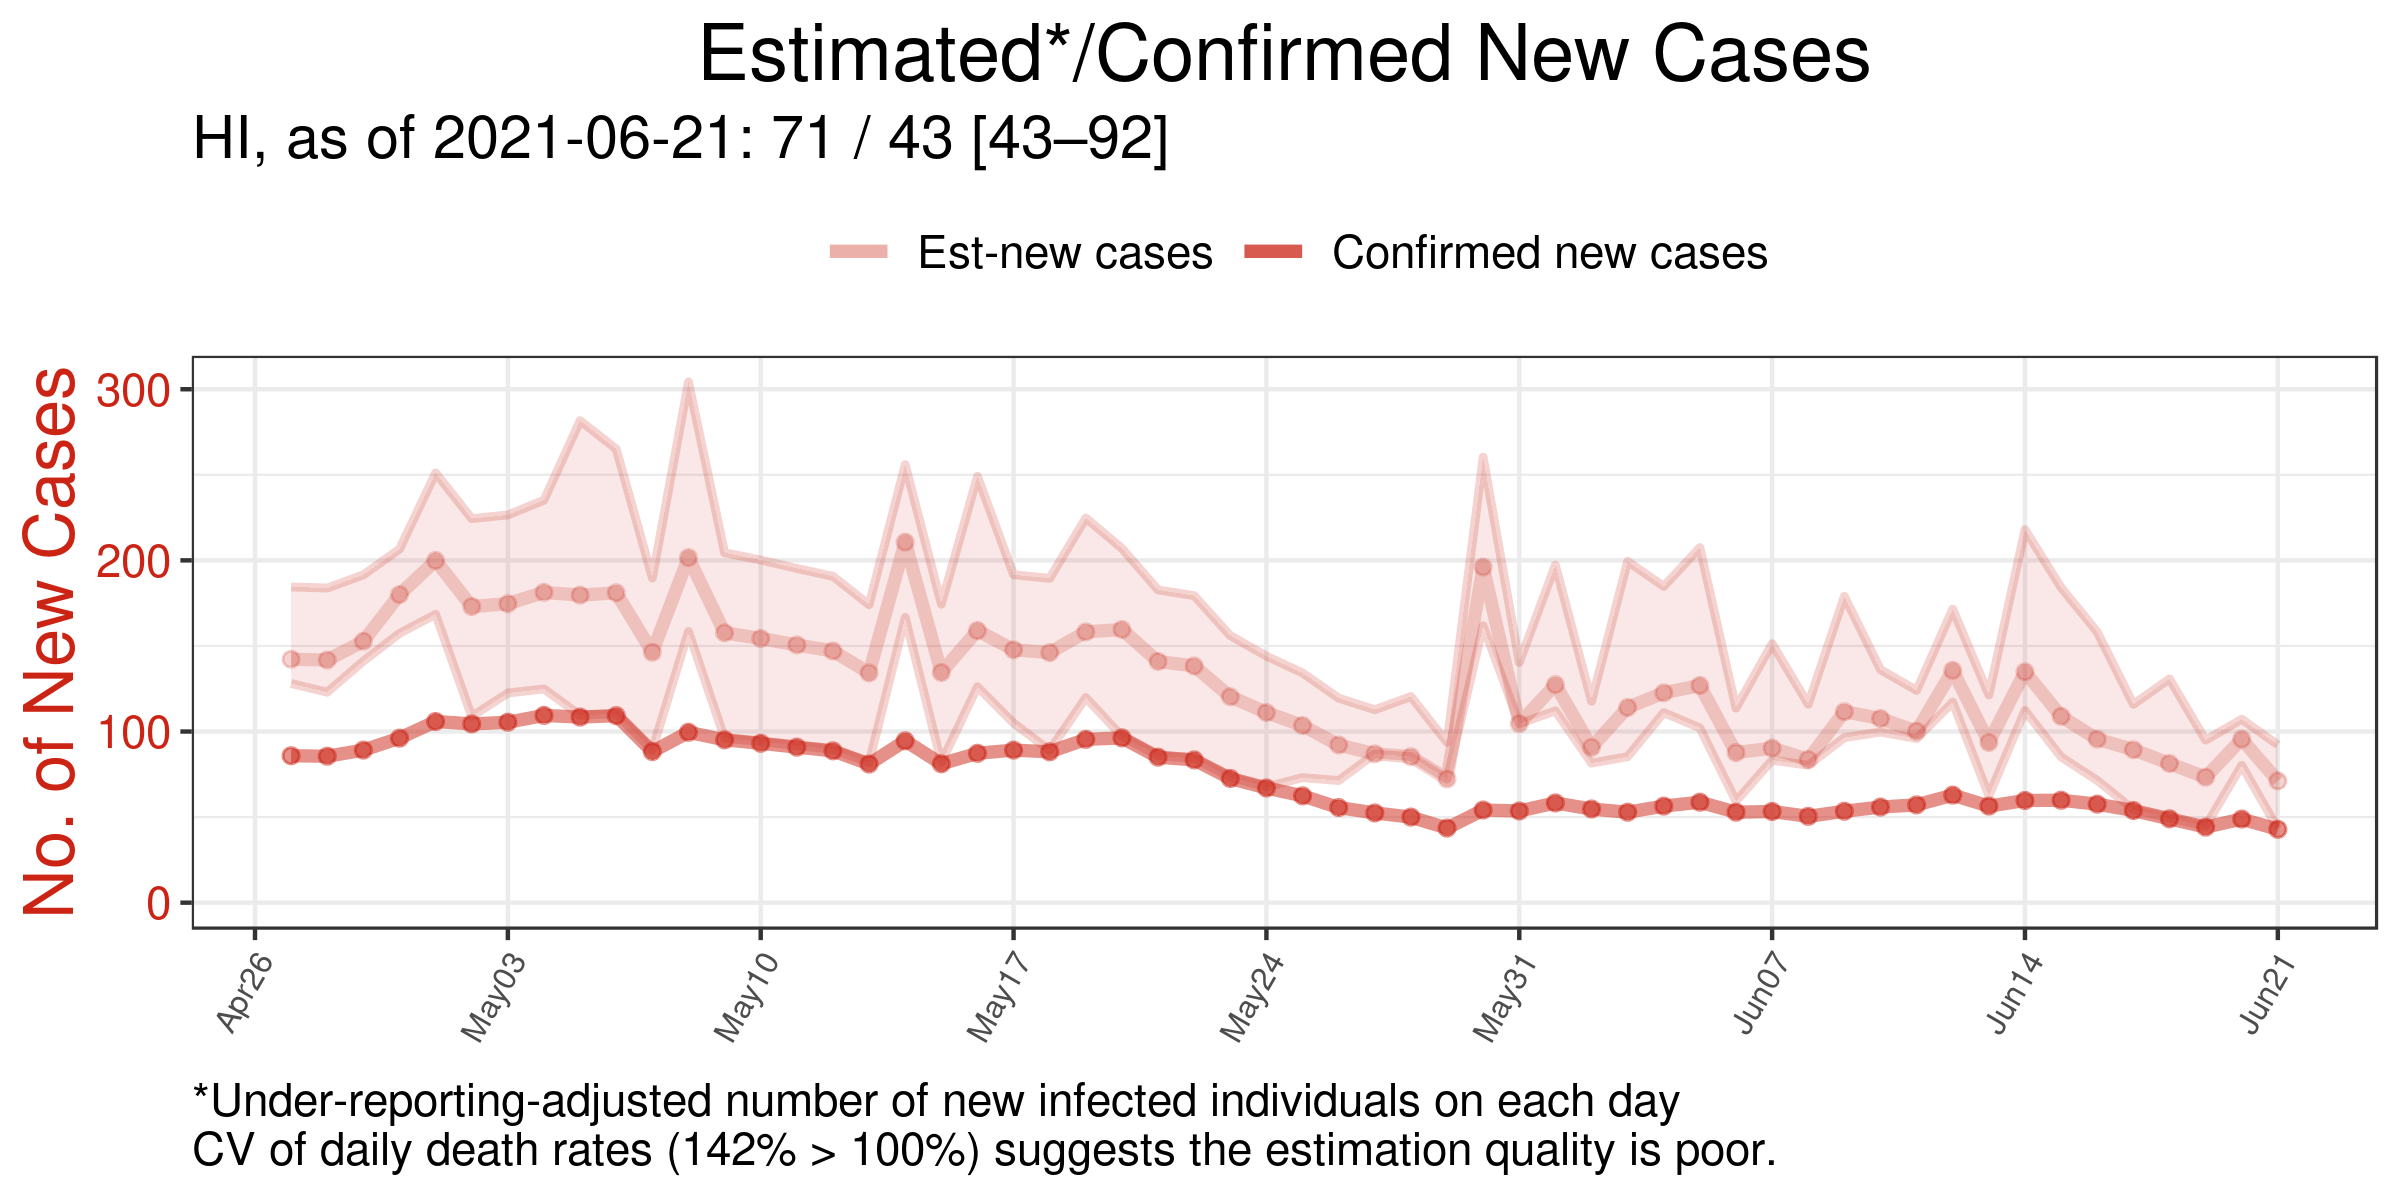 Estimated*/Confirmed New Cases
HI, as of 2021-06-21: 71 / 43 [43–92]
Est-new cases Confirmed new cases
No. of New Cases
300
200
100
0
Apr26 May03 May10 May17 May24 May31 Jun07 Jun14 Jun21
*Under-reporting-adjusted number of new infected individuals on each day
CV of daily death rates (142% > 100%) suggests the estimation quality is poor.